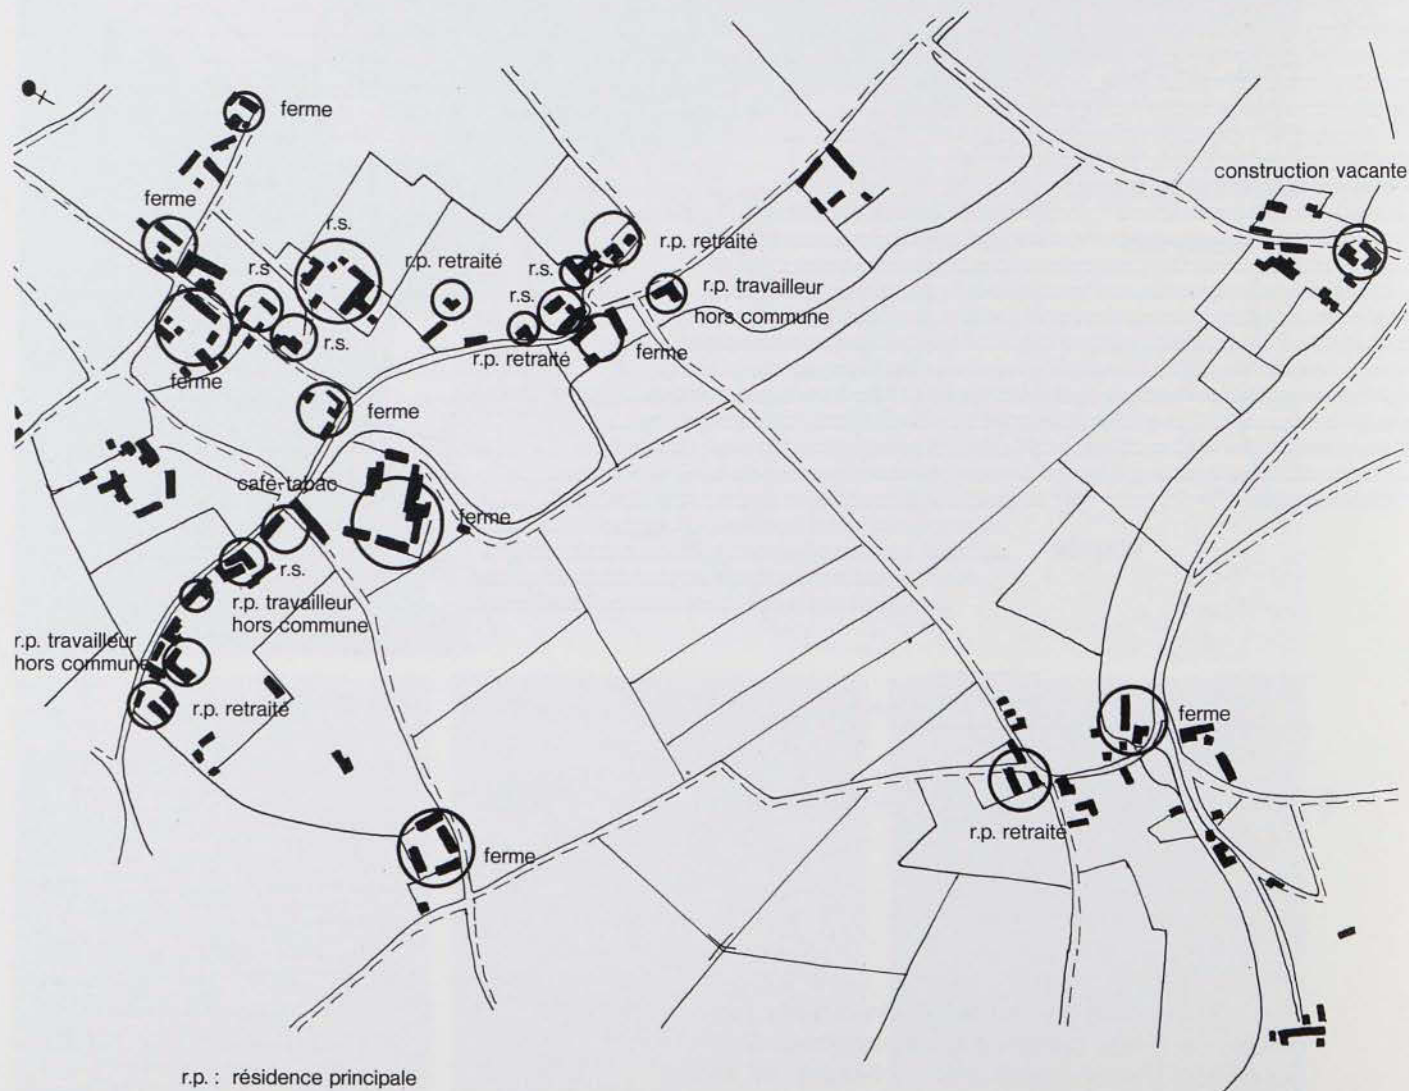 ferme
construction vacante
ferme
r.s.
r.p. retraité
r.p. retraité
r.s.
r.s
r.p. travailleur
hors commune
r.s.
r.s.
r.p. retraité
ferme
ferme
ferme
café-tabac
ferme
r.s.
r.p. travailleur
hors commune
r.p. travailleur
hors commune
r.p. retraité
ferme
r.p. retraité
ferme
r.p. : résidence principale